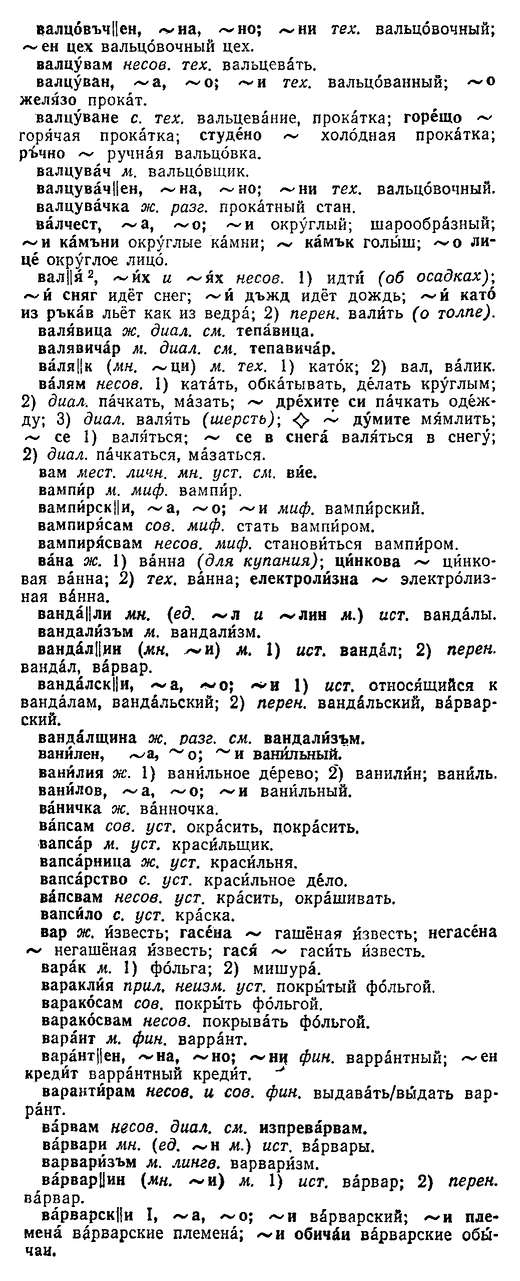 валцо́въч||ен, ~на, ~но; ~ни тех. вальцо́вочный;
~ен цех вальцо́вочный цех.
валцу́вам несов. тех. вальцева́ть.
валцу́ван, ~а, ~о; ~и тех. вальцо́ванный; ~о
желя́зо прока́т.
валцу́ване с. тех. вальцева́ние, прока́тка; горе́що ~
горя́чая прока́тка; студе́но ~ холо́дная прока́тка;
ръ́чно ~ ручна́я вальцо́вка.
валцува́ч м. вальцо́вщик.
валцува́ч||ен, ~на, ~но; ~ни тех. вальцо́вочный.
валцува́чка ж. разг. прока́тный стан.
ва́лчест, ~а, ~о; ~и окру́глый; шарообра́зный;
~и ка́мъни окру́глые ка́мни; ~ ка́мък голы́ш; ~о ли-
це́ окру́глое лицо́.
вал||я́ ², ~и́х и ~я́х несов. 1) идти́ (об осадках);
~и́ сняг идёт снег; ~и́ дъжд идёт дождь; ~и́ като́
из ръка́в льёт как из ведра́; 2) перен. вали́ть (о толпе).
валя́вица ж. диал. см. тепа́вица.
валявича́р м. диал. см. тепавича́р.
валя́||к (мн. ~ци) м. тех. 1) като́к; 2) вал, ва́лик.
ва́лям несов. 1) ката́ть, обка́тывать, де́лать кру́глым;
2) диал. па́чкать, ма́зать; ~ дре́хите си па́чкать оде́ж-
ду; 3) диал. валя́ть (шерсть); ◇ ~ ду́мите мя́млить;
~ се 1) валя́ться; ~ се в снега́ валя́ться в снегу́;
2) диал. па́чкаться, ма́заться.
вам мест. личн. мн. уст. см. ви́е.
вампи́р м. миф. вампи́р.
вампи́рск||и, ~а, ~о; ~и миф. вампи́рский.
вампиря́сам сов. миф. стать вампи́ром.
вампиря́свам несов. миф. станови́ться вампи́ром.
ва́на ж. 1) ва́нна (для купания); ци́нкова ~ ци́нко-
вая ва́нна; 2) тех. ва́нна; електроли́зна ~ электро́лиз-
ная ва́нна.
ванда́||ли мн. (ед. ~л и ~лин м.) ист. ванда́лы.
вандали́зъм м. вандали́зм.
ванда́л||ин (мн. ~и) м. 1) ист. ванда́л; 2) перен.
ванда́л, ва́рвар.
ванда́лск||и, ~а, ~о; ~и 1) ист. относя́щийся к
ванда́лам, ванда́льский; 2) перен. ванда́льский, ва́рвар-
ский.
ванда́лщина ж. разг. см. вандали́зъм.
вани́лен, ~а, ~о; ~и вани́льный.
вани́лия ж. 1) вани́льное де́рево; 2) ванили́н; вани́ль.
вани́лов, ~а, ~о; ~и вани́льный.
ва́ничка ж. ва́нночка.
ва́псам сов. уст. окра́сить, покра́сить.
вапса́р м. уст. краси́льщик.
вапса́рница ж. уст. краси́льня.
вапса́рство с. уст. краси́льное де́ло.
ва́псвам несов. уст. кра́сить, окра́шивать.
вапси́ло с. уст. кра́ска.
вар ж. и́звесть; гасе́на ~ гашёная и́звесть; негасе́на
~ негашёная и́звесть; гася́ ~ гаси́ть и́звесть.
вара́к м. 1) фо́льга; 2) мишура́.
варакли́я прил. неизм. уст. покры́тый фо́льгой.
варако́сам сов. покры́ть фо́льгой.
варако́свам несов. покрыва́ть фо́льгой.
вара́нт м. фин. варра́нт.
вара́нт||ен, ~на, ~но; ~ни фин. варра́нтный; ~ен
кре́дит варра́нтный креди́т.
варанти́рам несов. и сов. фин. выдава́ть/вы́дать вар-
ра́нт.
ва́рвам несов. диал. см. изпрева́рвам.
ва́рвари мн. (ед. ~н м.) ист. ва́рвары.
варвари́зъм м. лингв. варвари́зм.
ва́рвар||ин (мн. ~и) м. 1) ист. ва́рвар; 2) перен.
ва́рвар.
ва́рварск||и I, ~а, ~о; ~и ва́рварский; ~и пле-
мена́ ва́рварские племена́; ~и оби́чаи ва́рварские обы́-
чаи.